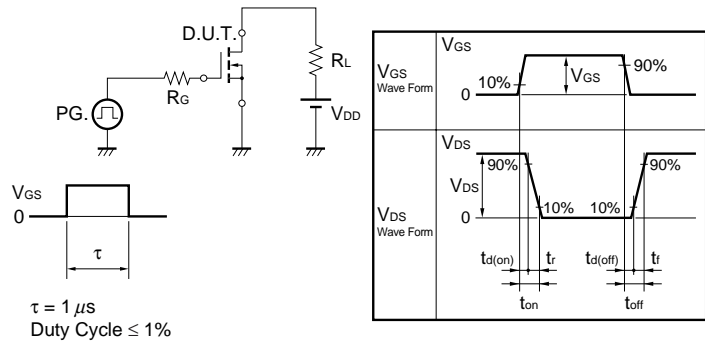 D.U.T.
RL
RG
PG.
VDD
VGS
0
τ
τ = 1 μs
Duty Cycle ≤ 1%
VGS
Wave Form
VGS
10%
VGS
90%
0
VDS
Wave Form
VDS
90%
90%
VDS
10%
10%
0
td(on)
tr
td(off)
tf
ton
toff